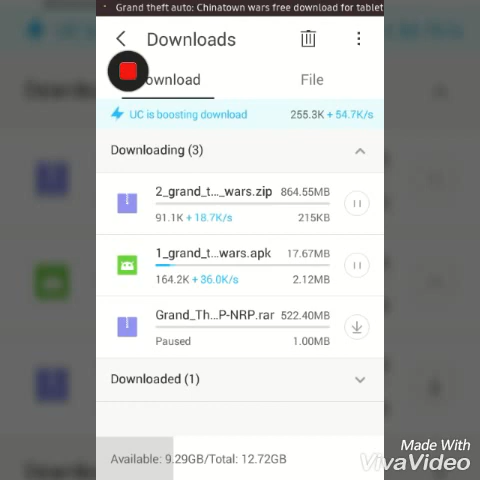 Grand theft auto: Chinatown wars free download for tablet
Downloads
ownload File
UC is boosting download 255.3K + 54.7K/s
Downloading (3)
2_grand_t..._wars.zip 864.55MB
91.1K + 18.7K/s 215KB
1_grand_t...wars.apk 17.67MB
164.2K + 36.0K/s 2.12MB
Grand_Th...P-NRP.rar 522.40MB
Paused 1.00MB
Downloaded (1)
Available: 9.29GB/Total: 12.72GB
Made With
VivaVideo